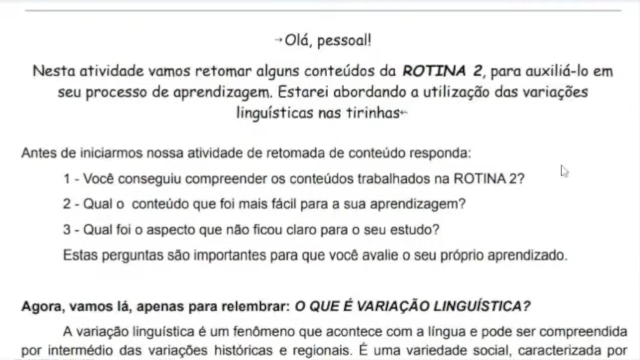 →Olá, pessoal!
Nesta atividade vamos retomar alguns conteúdos da ROTINA 2, para auxiliá-lo em
seu processo de aprendizagem. Estarei abordando a utilização das variações
linguísticas nas tirinhas←
Antes de iniciarmos nossa atividade de retomada de conteúdo responda:
1 - Você conseguiu compreender os conteúdos trabalhados na ROTINA 2?
2 - Qual o conteúdo que foi mais fácil para a sua aprendizagem?
3 - Qual foi o aspecto que não ficou claro para o seu estudo?
Estas perguntas são importantes para que você avalie o seu próprio aprendizado.
Agora, vamos lá, apenas para relembrar: O QUE É VARIAÇÃO LINGUÍSTICA?
A variação linguística é um fenômeno que acontece com a língua e pode ser compreendida
por intermédio das variações históricas e regionais. É uma variedade social, caracterizada por